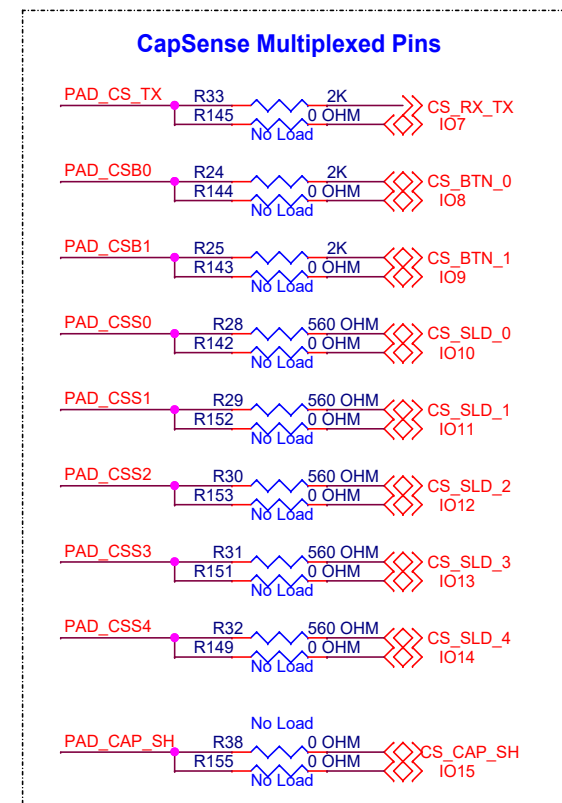 CapSense Multiplexed Pins
PAD_CS_TX R33 2K CS_RX_TX
R145 0 OHM IO7
No Load
PAD_CSB0 R24 2K CS_BTN_0
R144 0 OHM IO8
No Load
PAD_CSB1 R25 2K CS_BTN_1
R143 0 OHM IO9
No Load
PAD_CSS0 R28 560 OHM CS_SLD_0
R142 0 OHM IO10
No Load
PAD_CSS1 R29 560 OHM CS_SLD_1
R152 0 OHM IO11
No Load
PAD_CSS2 R30 560 OHM CS_SLD_2
R153 0 OHM IO12
No Load
PAD_CSS3 R31 560 OHM CS_SLD_3
R151 0 OHM IO13
No Load
PAD_CSS4 R32 560 OHM CS_SLD_4
R149 0 OHM IO14
No Load
No Load
PAD_CAP_SH R38 0 OHM CS_CAP_SH
R155 0 OHM IO15
No Load